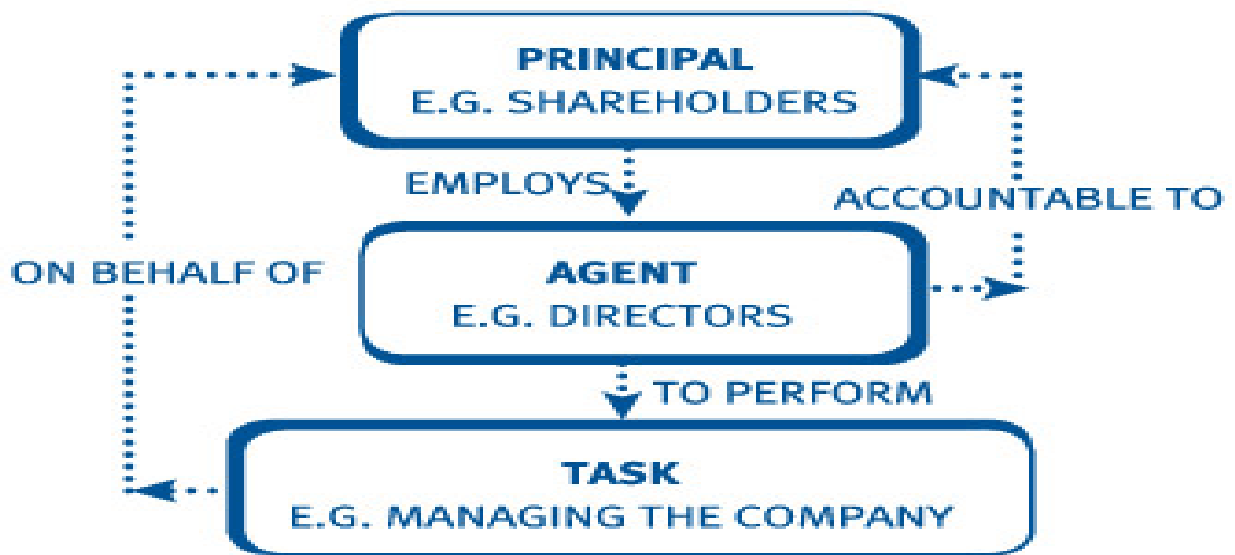 PRINCIPAL
E.G. SHAREHOLDERS
EMPLOYS
ACCOUNTABLE TO
ON BEHALF OF
AGENT
E.G. DIRECTORS
TO PERFORM
TASK
E.G. MANAGING THE COMPANY